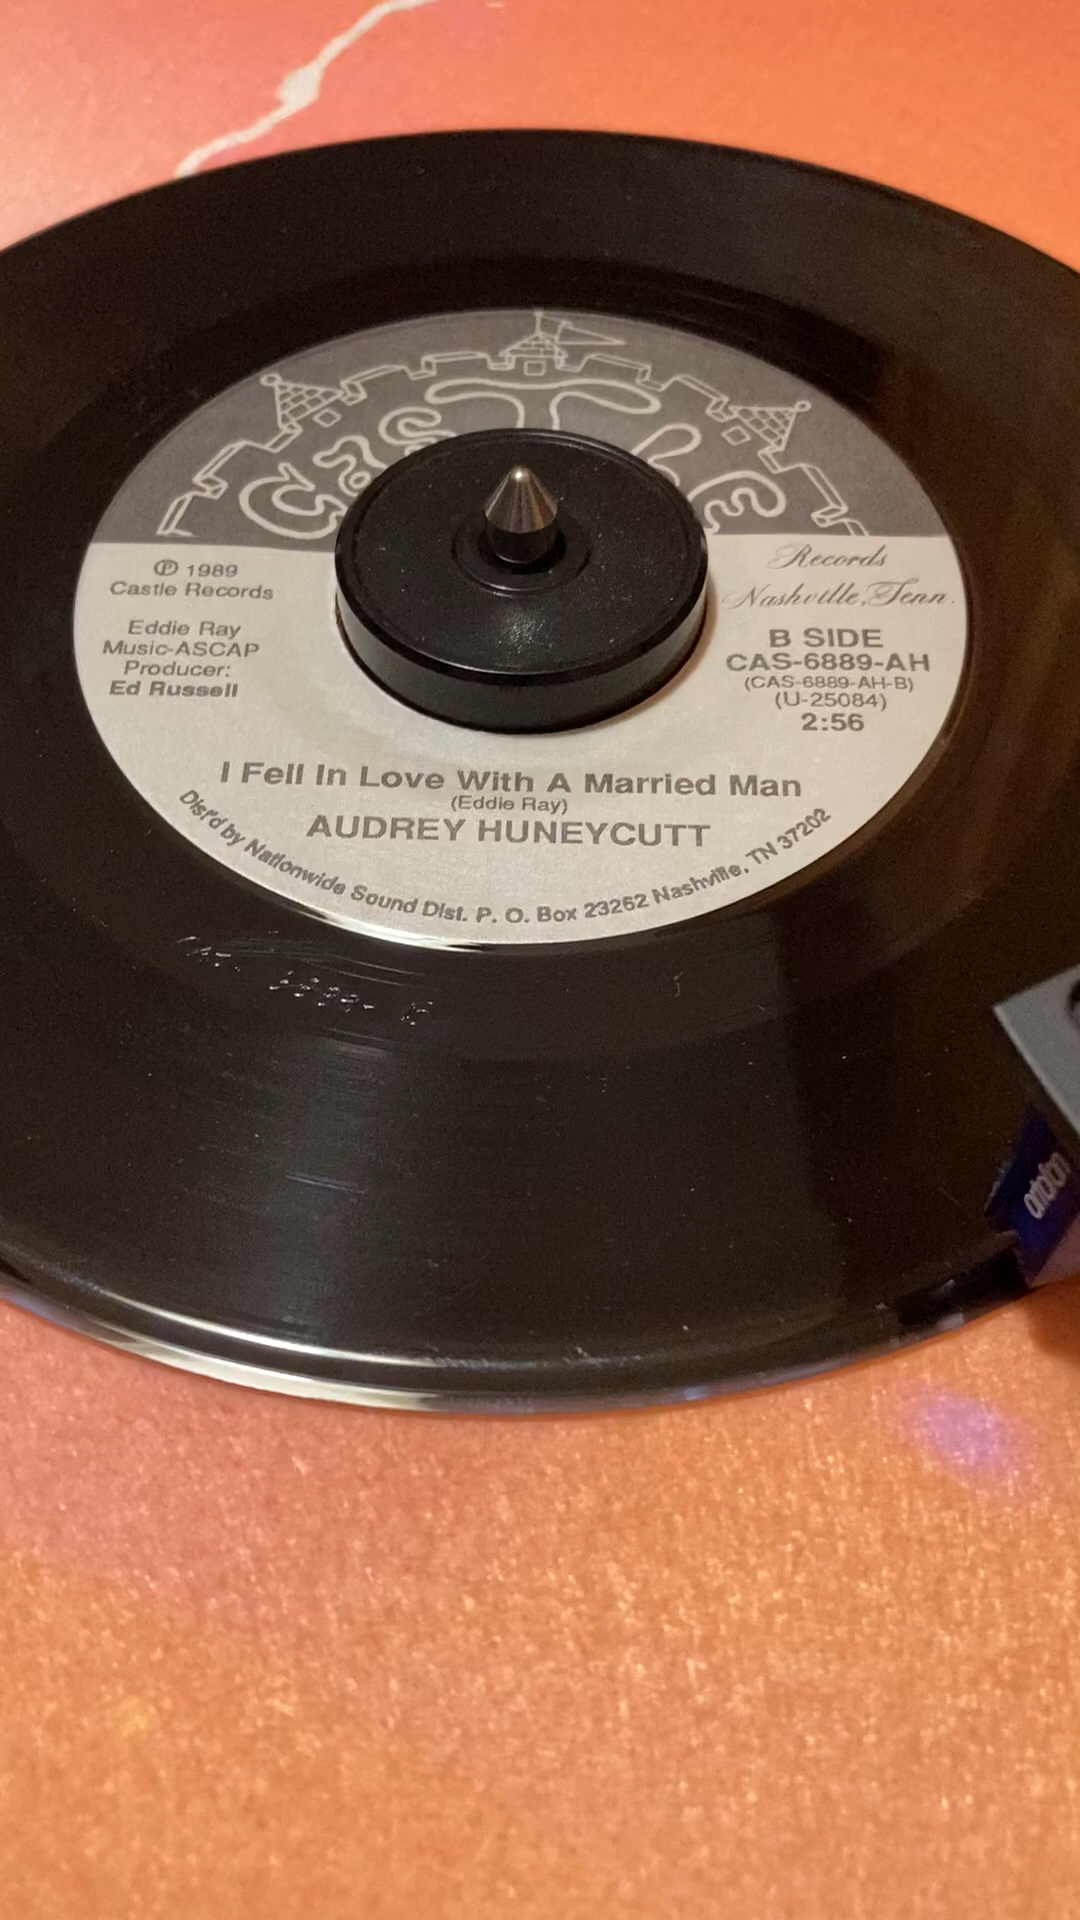 CasTLE
Records
Nashville, Tenn.
℗ 1989
Castle Records
Eddie Ray
Music-ASCAP
Producer:
Ed Russell
B SIDE
CAS-6889-AH
(CAS-6889-AH-B)
(U-25084)
2:56
I Fell In Love With A Married Man
(Eddie Ray)
AUDREY HUNEYCUTT
Dist'd by Nationwide Sound Dist. P. O. Box 23262 Nashville, TN 37202
ortofon